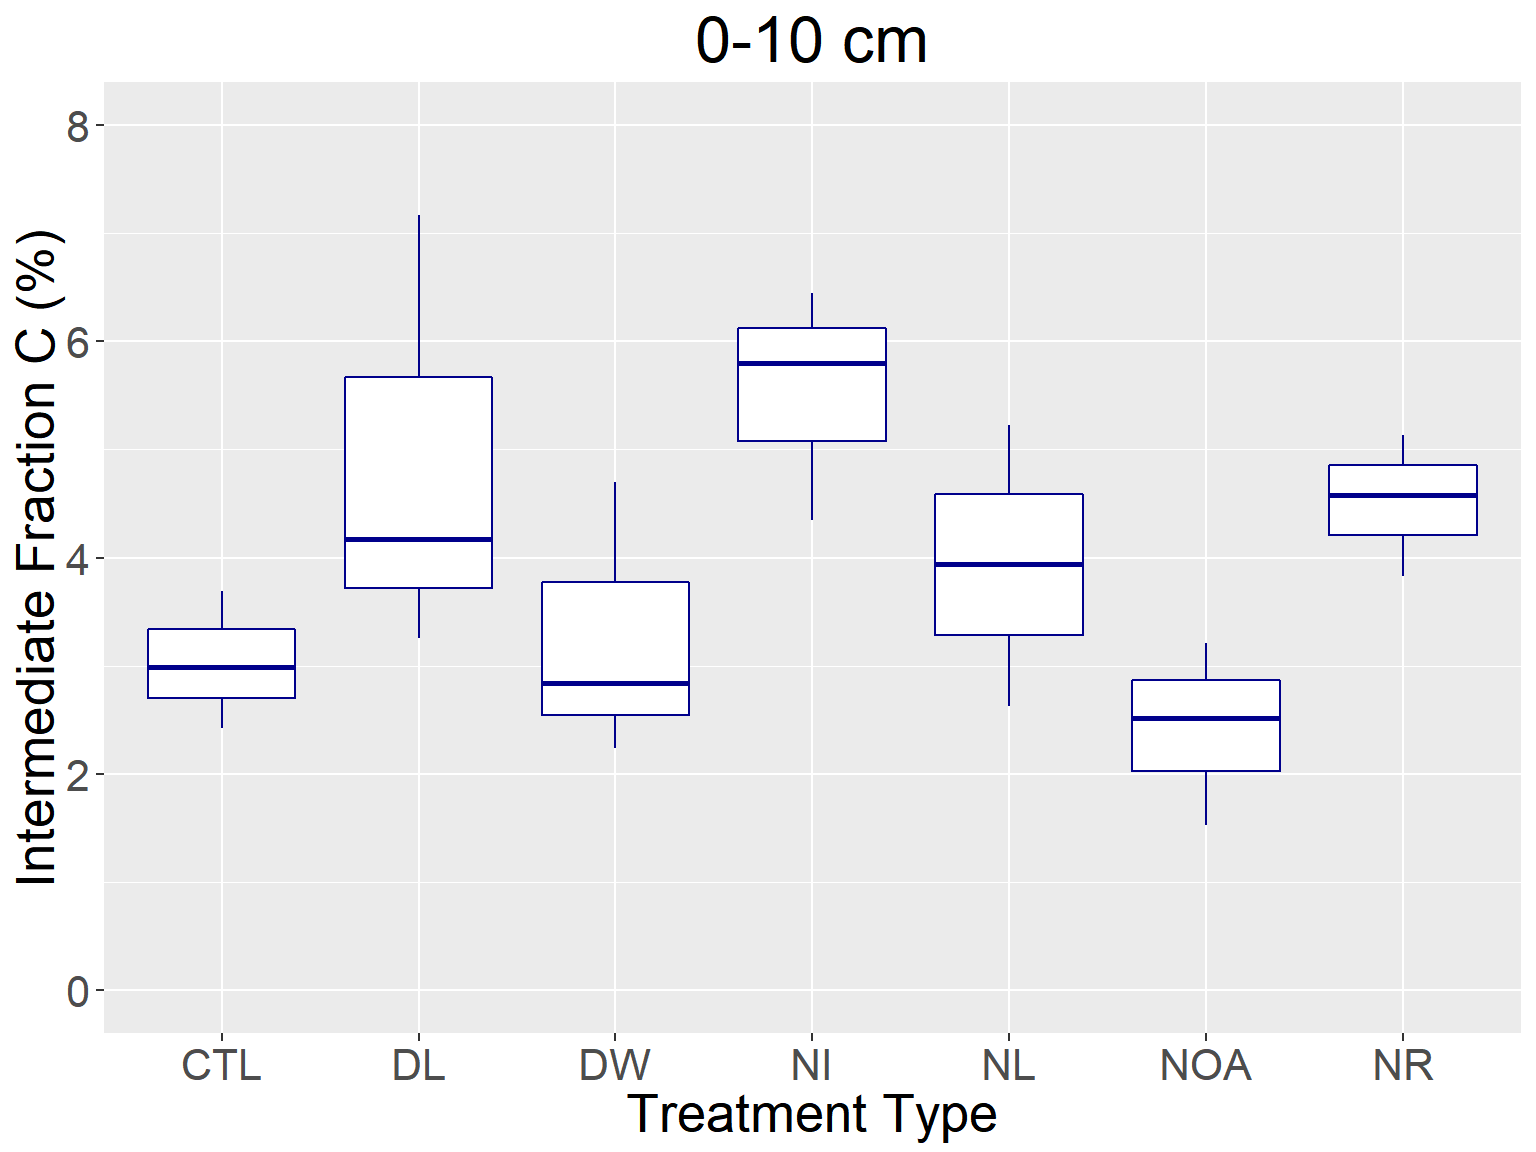 0-10 cm
Intermediate Fraction C (%)
8
6
4
2
0
CTL DL DW NI NL NOA NR
Treatment Type